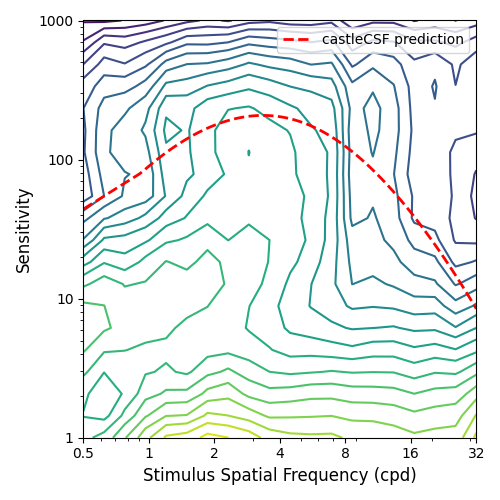 1000
castleCSF prediction
100
10
1
Sensitivity
0.5 1 2 4 8 16 32
Stimulus Spatial Frequency (cpd)